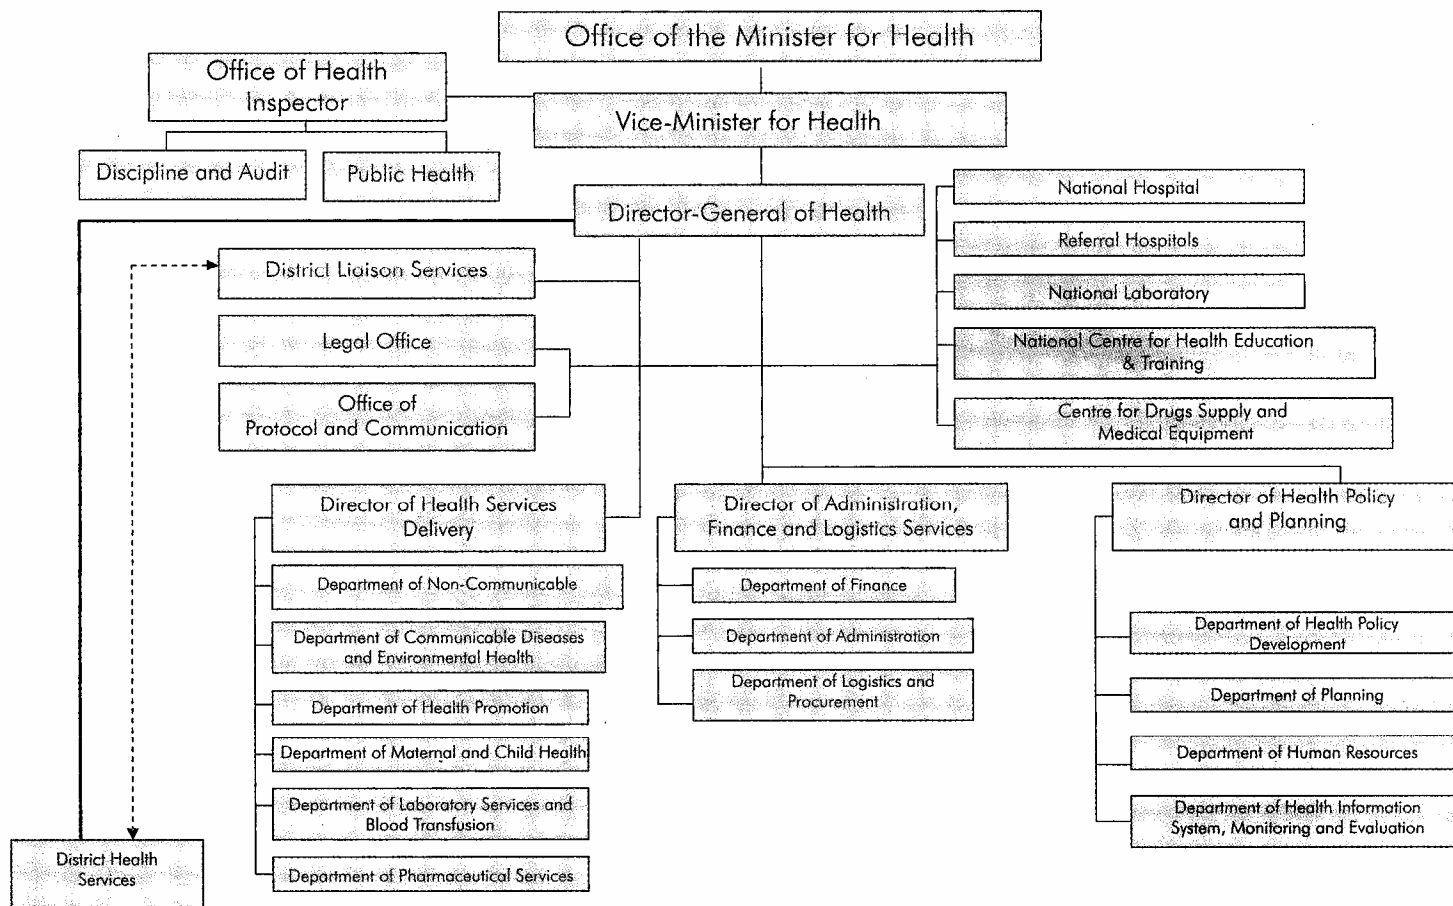 Office of the Minister for Health
Office of Health
Inspector
Vice-Minister for Health
Discipline and Audit
Public Health
Director-General of Health
National Hospital
Referral Hospitals
National Laboratory
National Centre for Health Education
& Training
Centre for Drugs Supply and
Medical Equipment
District Liaison Services
Legal Office
Office of
Protocol and Communication
Director of Health Services
Delivery
Department of Non-Communicable
Department of Communicable Diseases
and Environmental Health
Department of Health Promotion
Department of Maternal and Child Health
Department of Laboratory Services and
Blood Transfusion
Department of Pharmaceutical Services
Director of Administration,
Finance and Logistics Services
Department of Finance
Department of Administration
Department of Logistics and
Procurement
Director of Health Policy
and Planning
Department of Health Policy
Development
Department of Planning
Department of Human Resources
Department of Health Information
System, Monitoring and Evaluation
District Health
Services